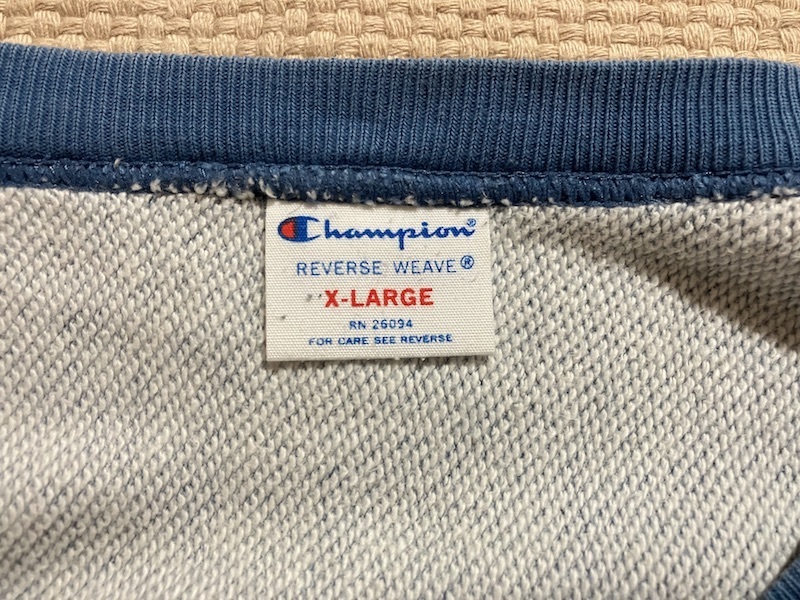 Champion®
REVERSE WEAVE®
X-LARGE
RN 26094
FOR CARE SEE REVERSE